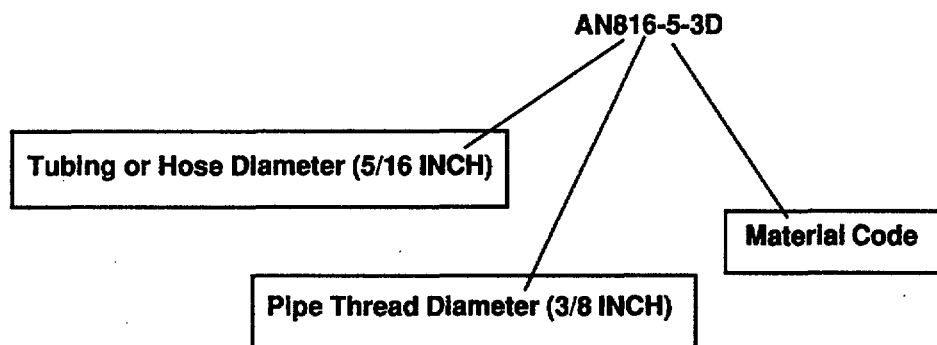 AN816-5-3D
Tubing or Hose Diameter (5/16 INCH)
Material Code
Pipe Thread Diameter (3/8 INCH)